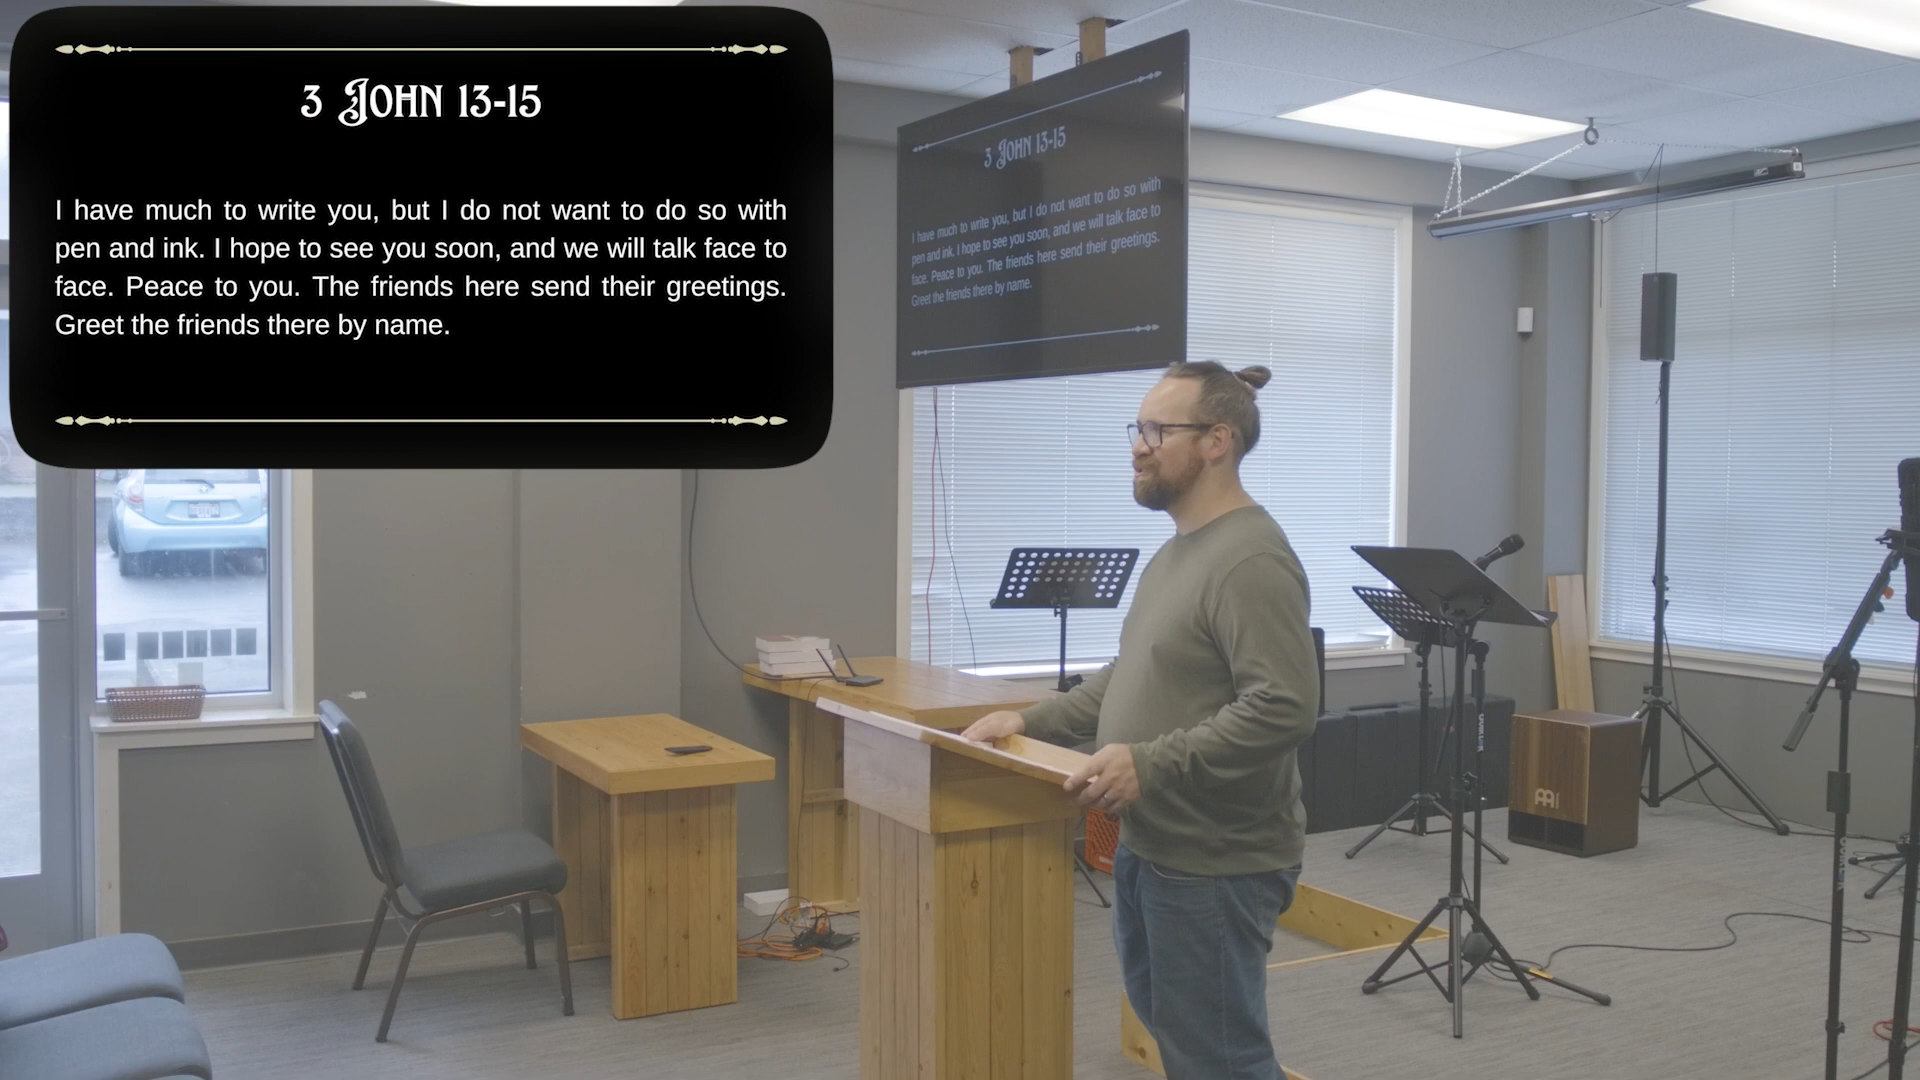 3 John 13-15
I have much to write you, but I do not want to do so with
pen and ink. I hope to see you soon, and we will talk face to
face. Peace to you. The friends here send their greetings.
Greet the friends there by name.
3 John 13-15
I have much to write you, but I do not want to do so with
pen and ink. I hope to see you soon, and we will talk face to
face. Peace to you. The friends here send their greetings.
Greet the friends there by name.